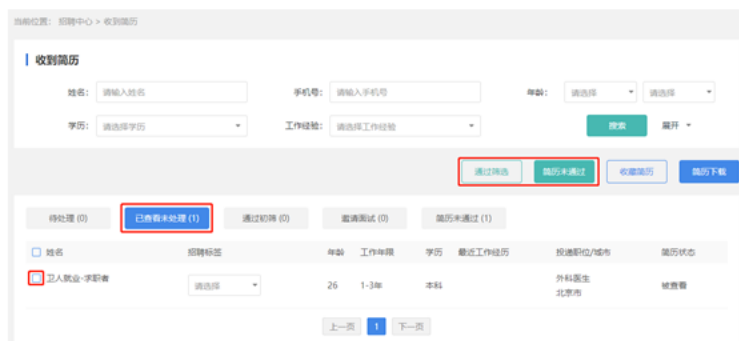 当前位置： 招聘中心 > 收到简历
收到简历
姓名： 请输入姓名 手机号： 请输入手机号 年龄： 请选择 请选择
学历： 请选择学历 工作经验： 请选择工作经验 搜索 展开
通过筛选 简历未通过 收藏简历 简历下载
待处理 (0) 已查看未处理 (1) 通过初筛 (0) 邀请面试 (0) 简历未通过 (1)
姓名 招聘标签 年龄 工作年限 学历 最近工作经历 投递职位/城市 简历状态
卫人就业-求职者 请选择 26 1-3年 本科 外科医生 被查看
北京市
上一页 1 下一页